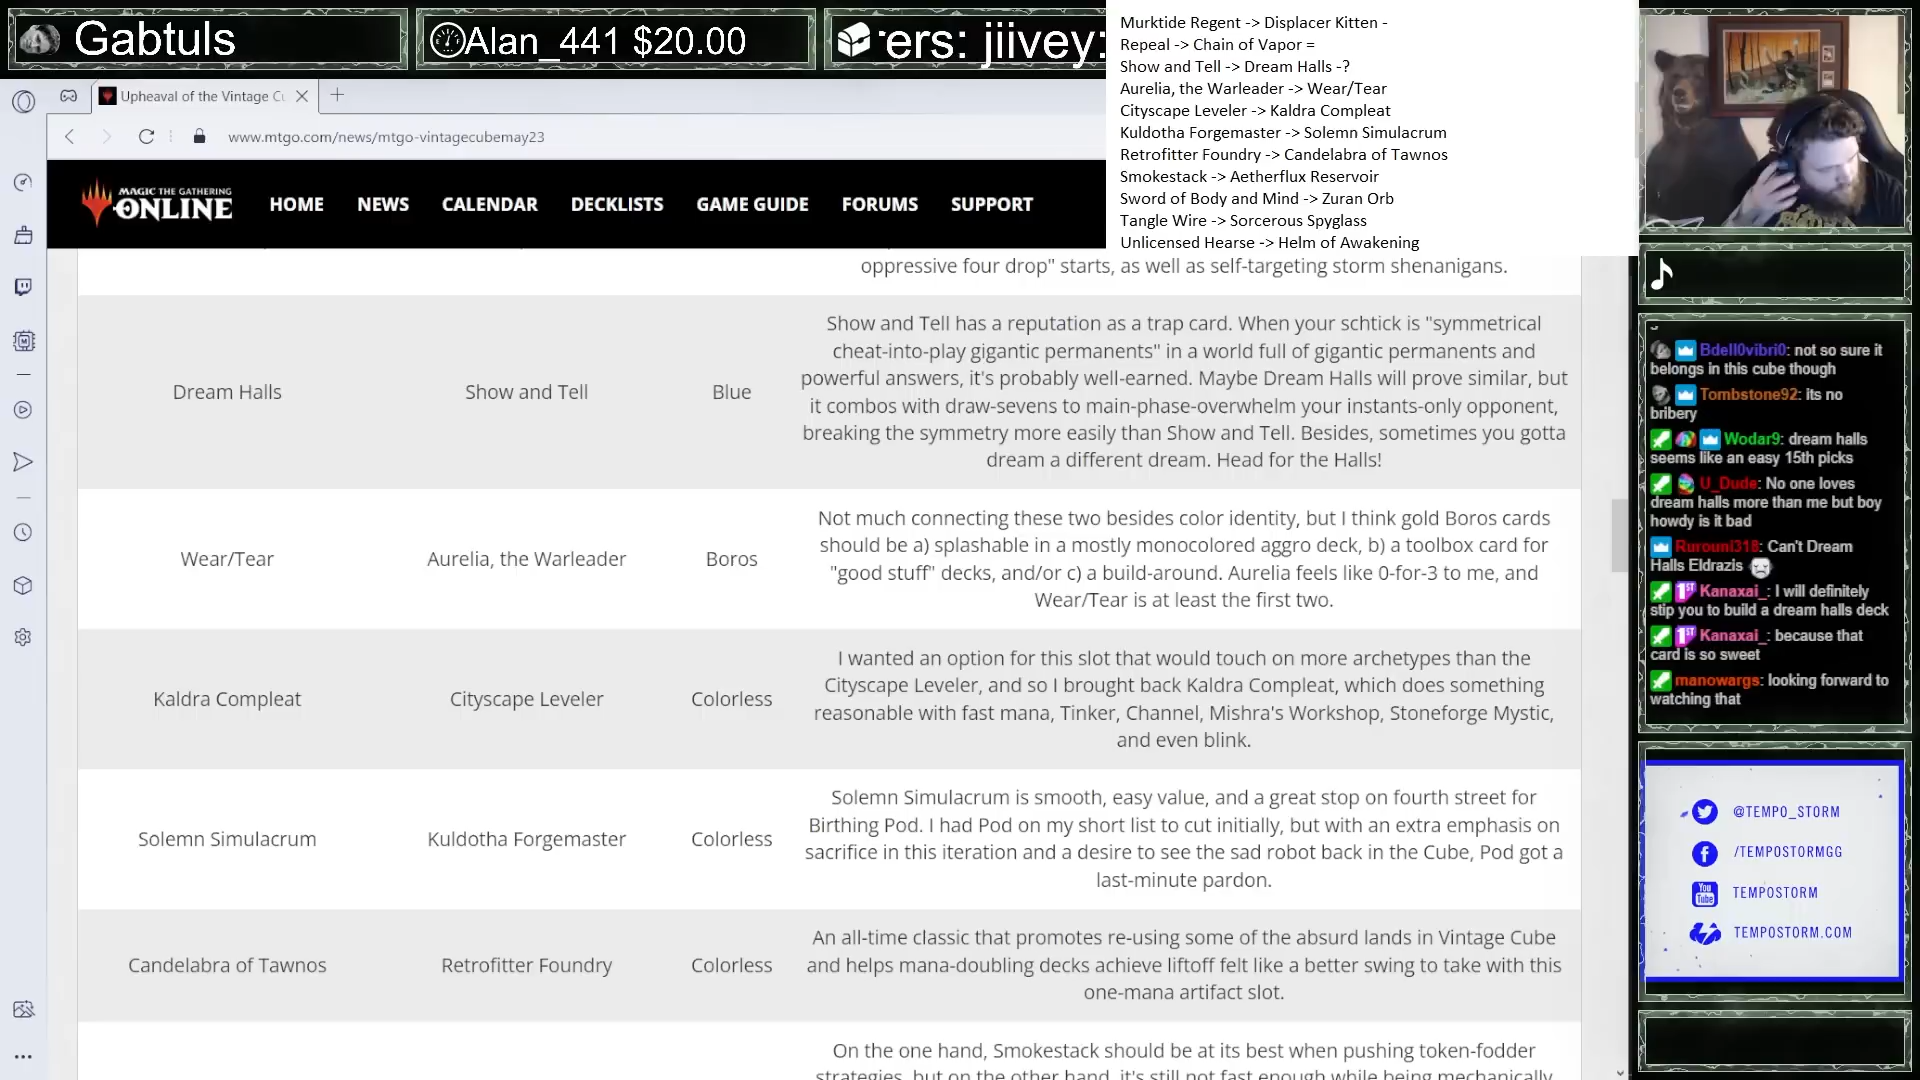 Gabtuls
Alan_441 $20.00
ers: jiivey:
Upheaval of the Vintage Cu
www.mtgo.com/news/mtgo-vintagecubemay23
MAGIC THE GATHERING
ONLINE
HOME NEWS CALENDAR DECKLISTS GAME GUIDE FORUMS SUPPORT
Murktide Regent -> Displacer Kitten -
Repeal -> Chain of Vapor =
Show and Tell -> Dream Halls -?
Aurelia, the Warleader -> Wear/Tear
Cityscape Leveler -> Kaldra Compleat
Kuldotha Forgemaster -> Solemn Simulacrum
Retrofitter Foundry -> Candelabra of Tawnos
Smokestack -> Aetherflux Reservoir
Sword of Body and Mind -> Zuran Orb
Tangle Wire -> Sorcerous Spyglass
Unlicensed Hearse -> Helm of Awakening
oppressive four drop" starts, as well as self-targeting storm shenanigans.
Dream Halls
Show and Tell
Blue
Show and Tell has a reputation as a trap card. When your schtick is "symmetrical
cheat-into-play gigantic permanents" in a world full of gigantic permanents and
powerful answers, it's probably well-earned. Maybe Dream Halls will prove similar, but
it combos with draw-sevens to main-phase-overwhelm your instants-only opponent,
breaking the symmetry more easily than Show and Tell. Besides, sometimes you gotta
dream a different dream. Head for the Halls!
Wear/Tear
Aurelia, the Warleader
Boros
Not much connecting these two besides color identity, but I think gold Boros cards
should be a) splashable in a mostly monocolored aggro deck, b) a toolbox card for
"good stuff" decks, and/or c) a build-around. Aurelia feels like 0-for-3 to me, and
Wear/Tear is at least the first two.
Kaldra Compleat
Cityscape Leveler
Colorless
I wanted an option for this slot that would touch on more archetypes than the
Cityscape Leveler, and so I brought back Kaldra Compleat, which does something
reasonable with fast mana, Tinker, Channel, Mishra's Workshop, Stoneforge Mystic,
and even blink.
Solemn Simulacrum
Kuldotha Forgemaster
Colorless
Solemn Simulacrum is smooth, easy value, and a great stop on fourth street for
Birthing Pod. I had Pod on my short list to cut initially, but with an extra emphasis on
sacrifice in this iteration and a desire to see the sad robot back in the Cube, Pod got a
last-minute pardon.
Candelabra of Tawnos
Retrofitter Foundry
Colorless
An all-time classic that promotes re-using some of the absurd lands in Vintage Cube
and helps mana-doubling decks achieve liftoff felt like a better swing to take with this
one-mana artifact slot.
On the one hand, Smokestack should be at its best when pushing token-fodder
strategies, but on the other hand, it's still not fast enough while being mechanically
Bdell0vibri0: not so sure it
belongs in this cube though
Tombstone92: its no
bribery
Wodar9: dream halls
seems like an easy 15th picks
U_Dude: No one loves
dream halls more than me but boy
howdy is it bad
Rurouni318: Can't Dream
Halls Eldrazis
Kanaxai_: I will definitely
stip you to build a dream halls deck
Kanaxai_: because that
card is so sweet
manowargs: looking forward to
watching that
@TEMPO_STORM
/TEMPOSTORMGG
You Tube TEMPOSTORM
TEMPOSTORM.COM